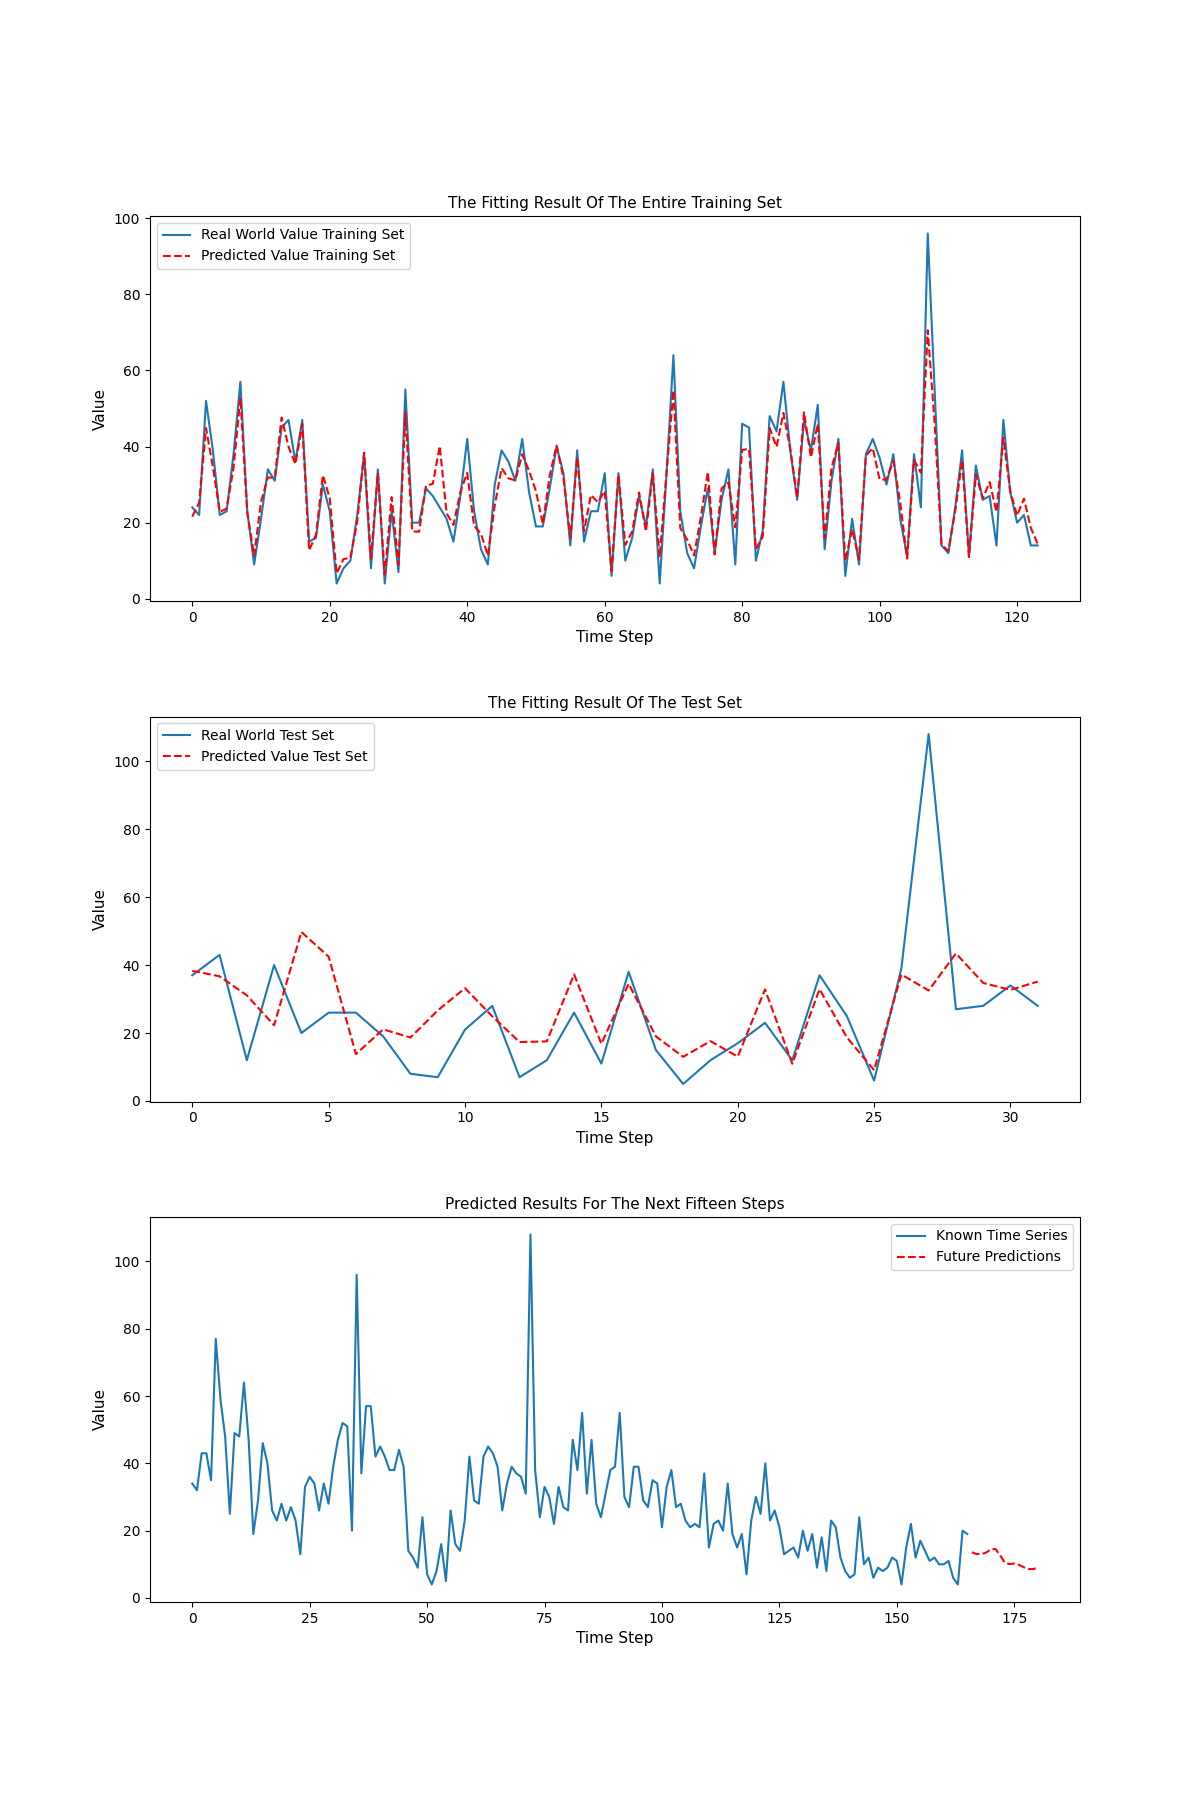 The Fitting Result Of The Entire Training Set
100
Real World Value Training Set
Predicted Value Training Set
80
60
Value
40
20
0
0 20 40 60 80 100 120
Time Step
The Fitting Result Of The Test Set
Real World Test Set
Predicted Value Test Set
100
80
60
Value
40
20
0
0 5 10 15 20 25 30
Time Step
Predicted Results For The Next Fifteen Steps
Known Time Series
Future Predictions
100
80
60
Value
40
20
0
0 25 50 75 100 125 150 175
Time Step